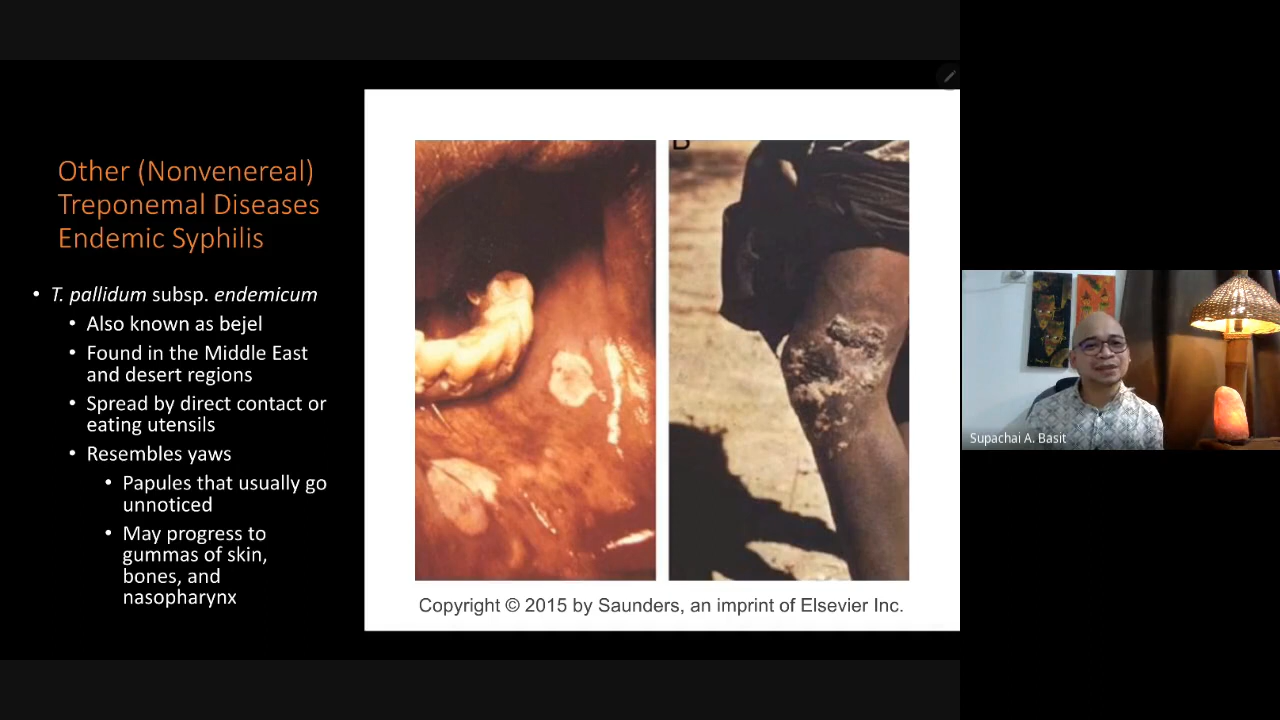 Other (Nonvenereal)
Treponemal Diseases
Endemic Syphilis
• T. pallidum subsp. endemicum
• Also known as bejel
• Found in the Middle East
and desert regions
• Spread by direct contact or
eating utensils
• Resembles yaws
• Papules that usually go
unnoticed
• May progress to
gummas of skin,
bones, and
nasopharynx
B
Copyright © 2015 by Saunders, an imprint of Elsevier Inc.
Supachai A. Basit